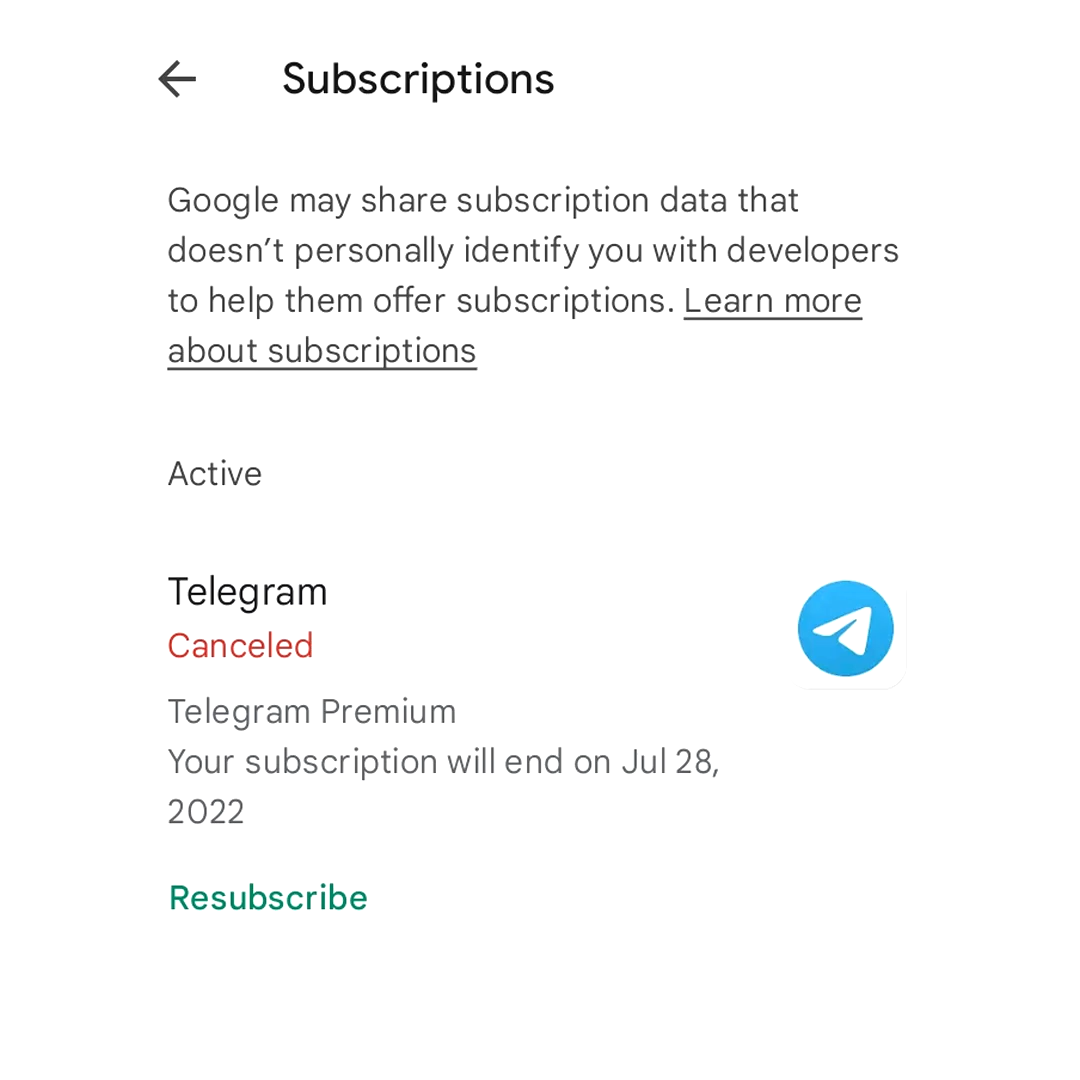 Subscriptions
Google may share subscription data that
doesn’t personally identify you with developers
to help them offer subscriptions. Learn more
about subscriptions
Active
Telegram
Canceled
Telegram Premium
Your subscription will end on Jul 28,
2022
Resubscribe